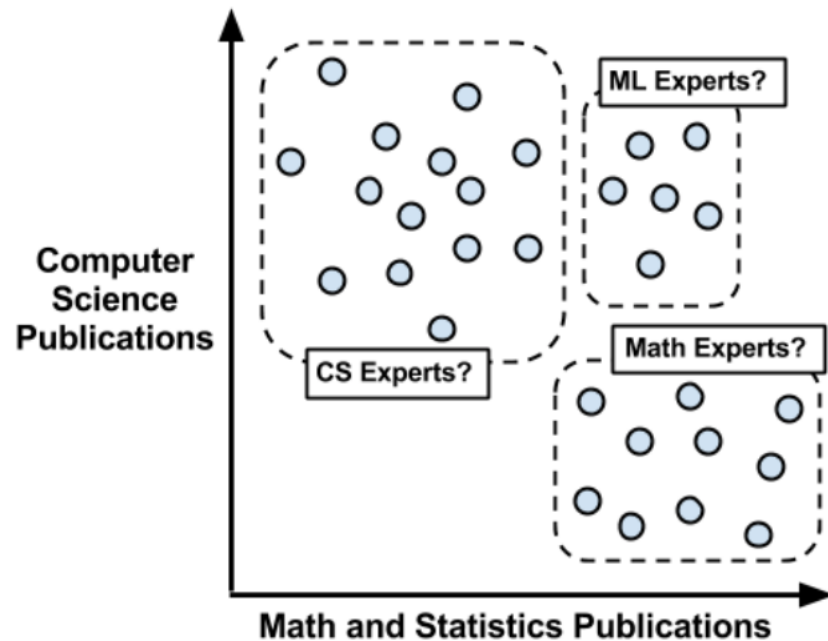 ML Experts?
Computer
Science
Publications
Math Experts?
CS Experts?
Math and Statistics Publications